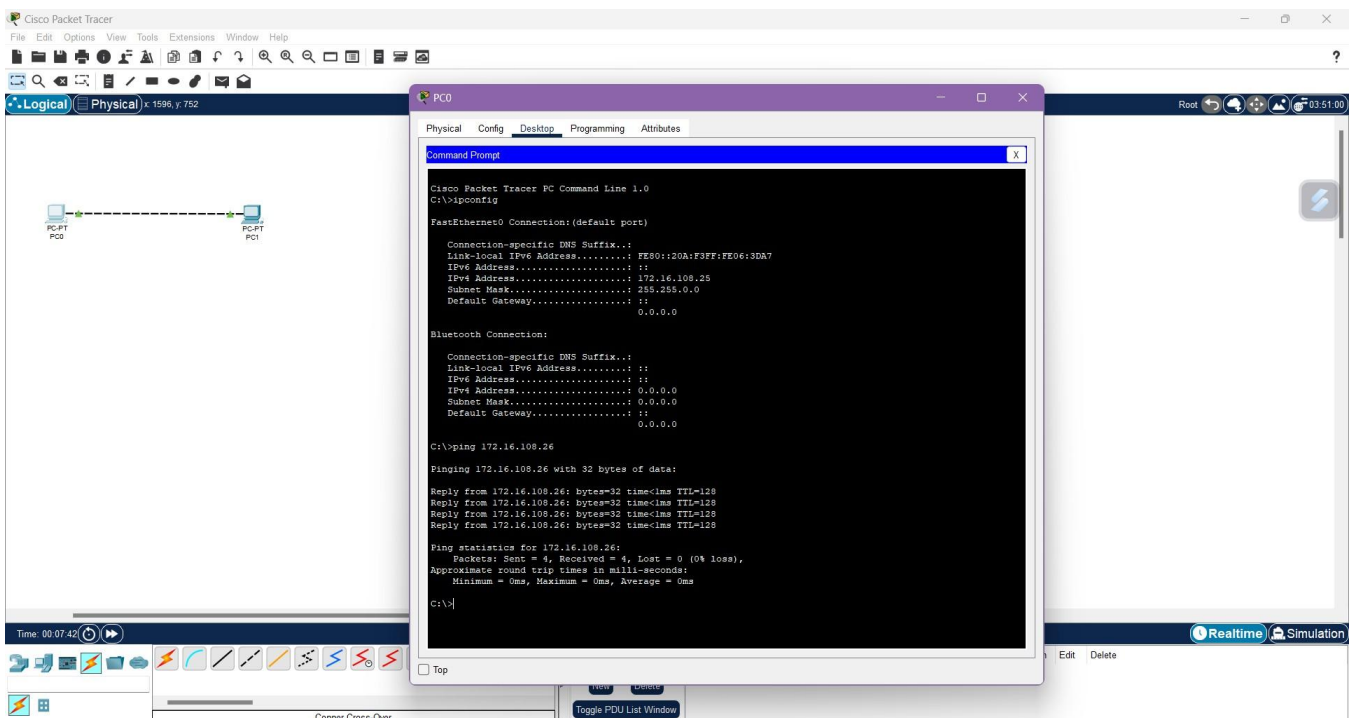 Cisco Packet Tracer
File Edit Options View Tools Extensions Window Help
?
Logical Physical x: 1596, y: 752
Root 03:51:00
PC0
Physical Config Desktop Programming Attributes
Command Prompt X
Cisco Packet Tracer PC Command Line 1.0
C:\>ipconfig
FastEthernet0 Connection:(default port)
Connection-specific DNS Suffix..:
Link-local IPv6 Address.........: FE80::20A:F3FF:FE06:3DA7
IPv6 Address....................: ::
IPv4 Address....................: 172.16.108.25
Subnet Mask.....................: 255.255.0.0
Default Gateway.................: ::
0.0.0.0
Bluetooth Connection:
Connection-specific DNS Suffix..:
Link-local IPv6 Address.........: ::
IPv6 Address....................: ::
IPv4 Address....................: 0.0.0.0
Subnet Mask.....................: 0.0.0.0
Default Gateway.................: ::
0.0.0.0
C:\>ping 172.16.108.26
Pinging 172.16.108.26 with 32 bytes of data:
Reply from 172.16.108.26: bytes=32 time<1ms TTL=128
Reply from 172.16.108.26: bytes=32 time<1ms TTL=128
Reply from 172.16.108.26: bytes=32 time<1ms TTL=128
Reply from 172.16.108.26: bytes=32 time<1ms TTL=128
Ping statistics for 172.16.108.26:
Packets: Sent = 4, Received = 4, Lost = 0 (0% loss),
Approximate round trip times in milli-seconds:
Minimum = 0ms, Maximum = 0ms, Average = 0ms
C:\>
Top
PC-PT
PC0
PC-PT
PC1
Time: 00:07:42
Realtime Simulation
Edit Delete
New Delete
Toggle PDU List Window
Copper Cross-Over